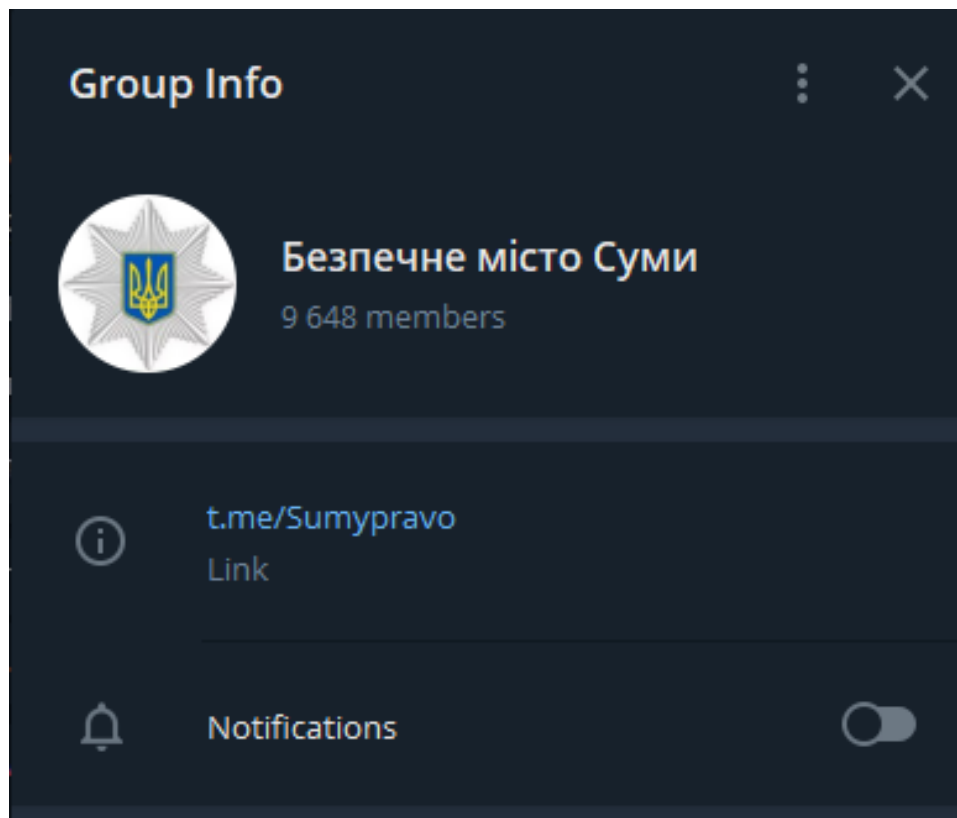 Group Info
Безпечне місто Суми
9 648 members
t.me/Sumypravo
Link
Notifications